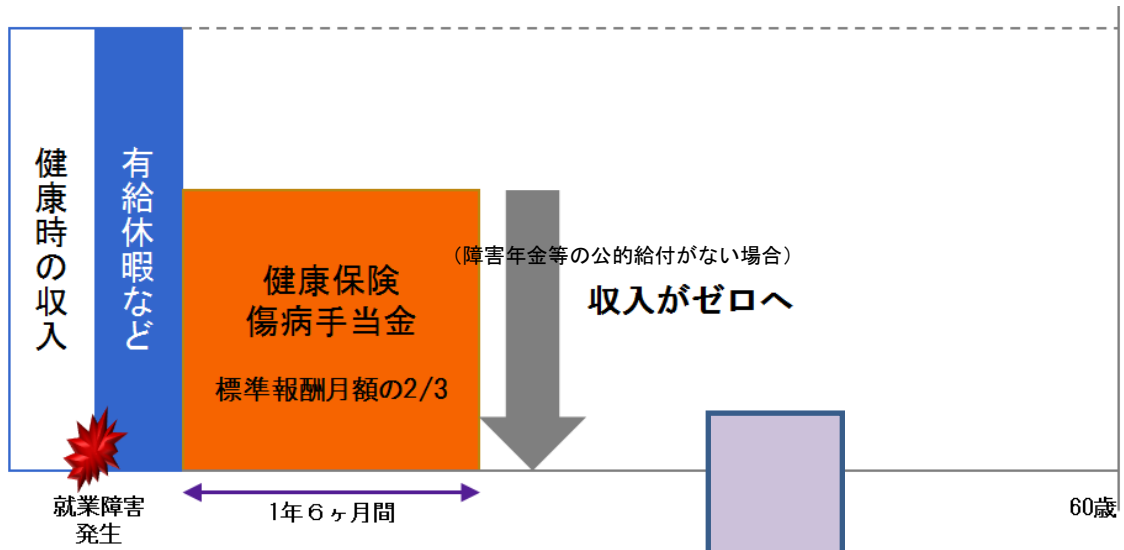 健康時の収入
有給休暇など
健康保険
傷病手当金
標準報酬月額の2/3
（障害年金等の公的給付がない場合）
収入がゼロへ
就業障害
発生
1年６ヶ月間
60歳